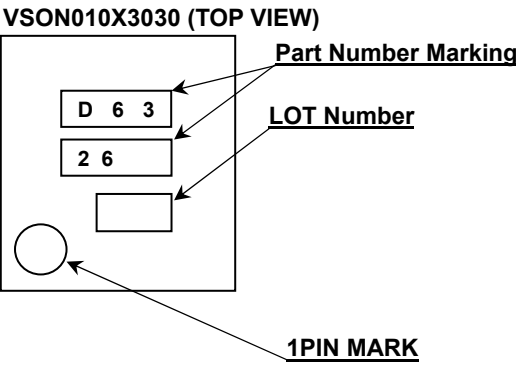 VSON010X3030 (TOP VIEW)
Part Number Marking
D 6 3
LOT Number
2 6
1PIN MARK